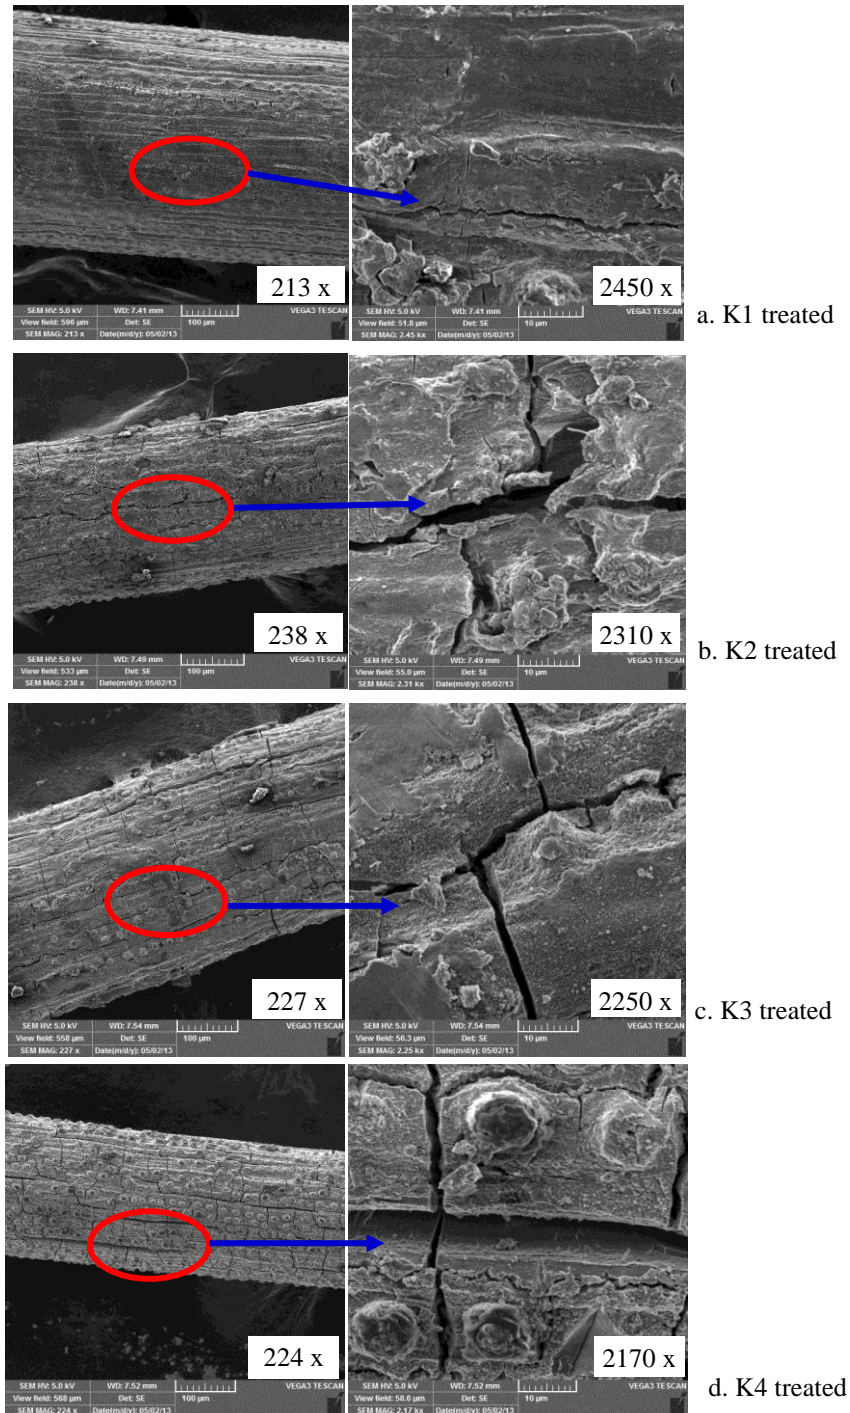 213 x
2450 x
SEM HV: 5.0 kV WD: 7.41 mm VEGA3 TESCAN
View field: 596 µm Det: SE 100 µm
SEM MAG: 213 x Date(m/d/y): 05/02/13
SEM HV: 5.0 kV WD: 7.41 mm VEGA3 TESCAN
View field: 51.8 µm Det: SE 10 µm
SEM MAG: 2.45 kx Date(m/d/y): 05/02/13
a. K1 treated
238 x
2310 x
SEM HV: 5.0 kV WD: 7.49 mm VEGA3 TESCAN
View field: 533 µm Det: SE 100 µm
SEM MAG: 238 x Date(m/d/y): 05/02/13
SEM HV: 5.0 kV WD: 7.49 mm VEGA3 TESCAN
View field: 55.0 µm Det: SE 10 µm
SEM MAG: 2.31 kx Date(m/d/y): 05/02/13
b. K2 treated
227 x
2250 x
SEM HV: 5.0 kV WD: 7.54 mm VEGA3 TESCAN
View field: 558 µm Det: SE 100 µm
SEM MAG: 227 x Date(m/d/y): 05/02/13
SEM HV: 5.0 kV WD: 7.54 mm VEGA3 TESCAN
View field: 56.3 µm Det: SE 10 µm
SEM MAG: 2.25 kx Date(m/d/y): 05/02/13
c. K3 treated
224 x
2170 x
SEM HV: 5.0 kV WD: 7.52 mm VEGA3 TESCAN
View field: 566 µm Det: SE 100 µm
SEM MAG: 224 x Date(m/d/y): 05/02/13
SEM HV: 5.0 kV WD: 7.52 mm VEGA3 TESCAN
View field: 58.6 µm Det: SE 10 µm
SEM MAG: 2.17 kx Date(m/d/y): 05/02/13
d. K4 treated